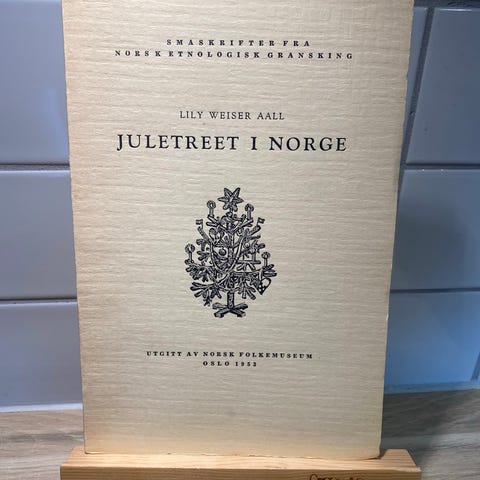 SMÅSKRIFTER FRA
NORSK ETNOLOGISK GRANSKING
LILY WEISER AALL
JULETREET I NORGE
UTGITT AV NORSK FOLKEMUSEUM
OSLO 1953